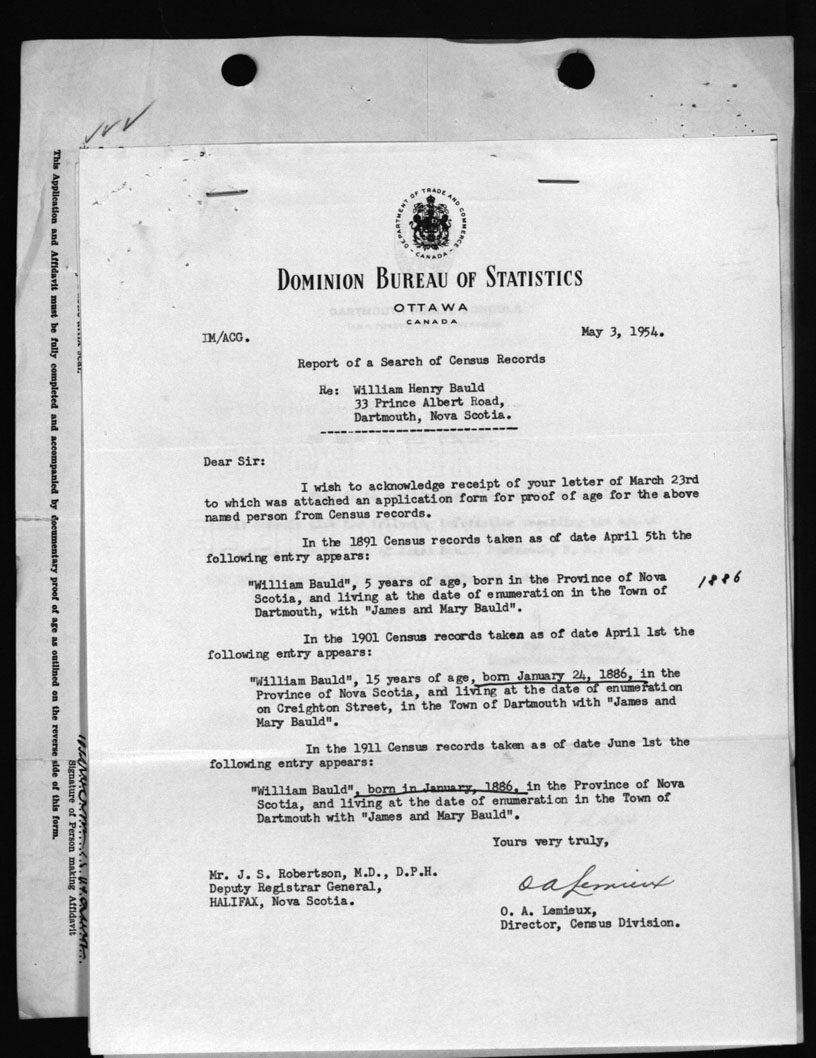 DEPARTMENT OF TRADE AND COMMERCE
- CANADA -
DOMINION BUREAU OF STATISTICS
OTTAWA
CANADA
IM/ACG.
May 3, 1954.
Report of a Search of Census Records
Re: William Henry Bauld
33 Prince Albert Road,
Dartmouth, Nova Scotia.
Dear Sir:
I wish to acknowledge receipt of your letter of March 23rd
to which was attached an application form for proof of age for the above
named person from Census records.
In the 1891 Census records taken as of date April 5th the
following entry appears:
"William Bauld", 5 years of age, born in the Province of Nova
Scotia, and living at the date of enumeration in the Town of
Dartmouth, with "James and Mary Bauld".
1886
In the 1901 Census records taken as of date April 1st the
following entry appears:
"William Bauld", 15 years of age, born January 24, 1886, in the
Province of Nova Scotia, and living at the date of enumeration
on Creighton Street, in the Town of Dartmouth with "James and
Mary Bauld".
In the 1911 Census records taken as of date June 1st the
following entry appears:
"William Bauld", born in January, 1886, in the Province of Nova
Scotia, and living at the date of enumeration in the Town of
Dartmouth with "James and Mary Bauld".
Yours very truly,
Mr. J. S. Robertson, M.D., D.P.H.
Deputy Registrar General,
HALIFAX, Nova Scotia.
O A Lemieux
O. A. Lemieux,
Director, Census Division.
This Application and Affidavit must be fully completed and accompanied by documentary proof of age as outlined on the reverse side of this form.
Signature of Person making Affidavit